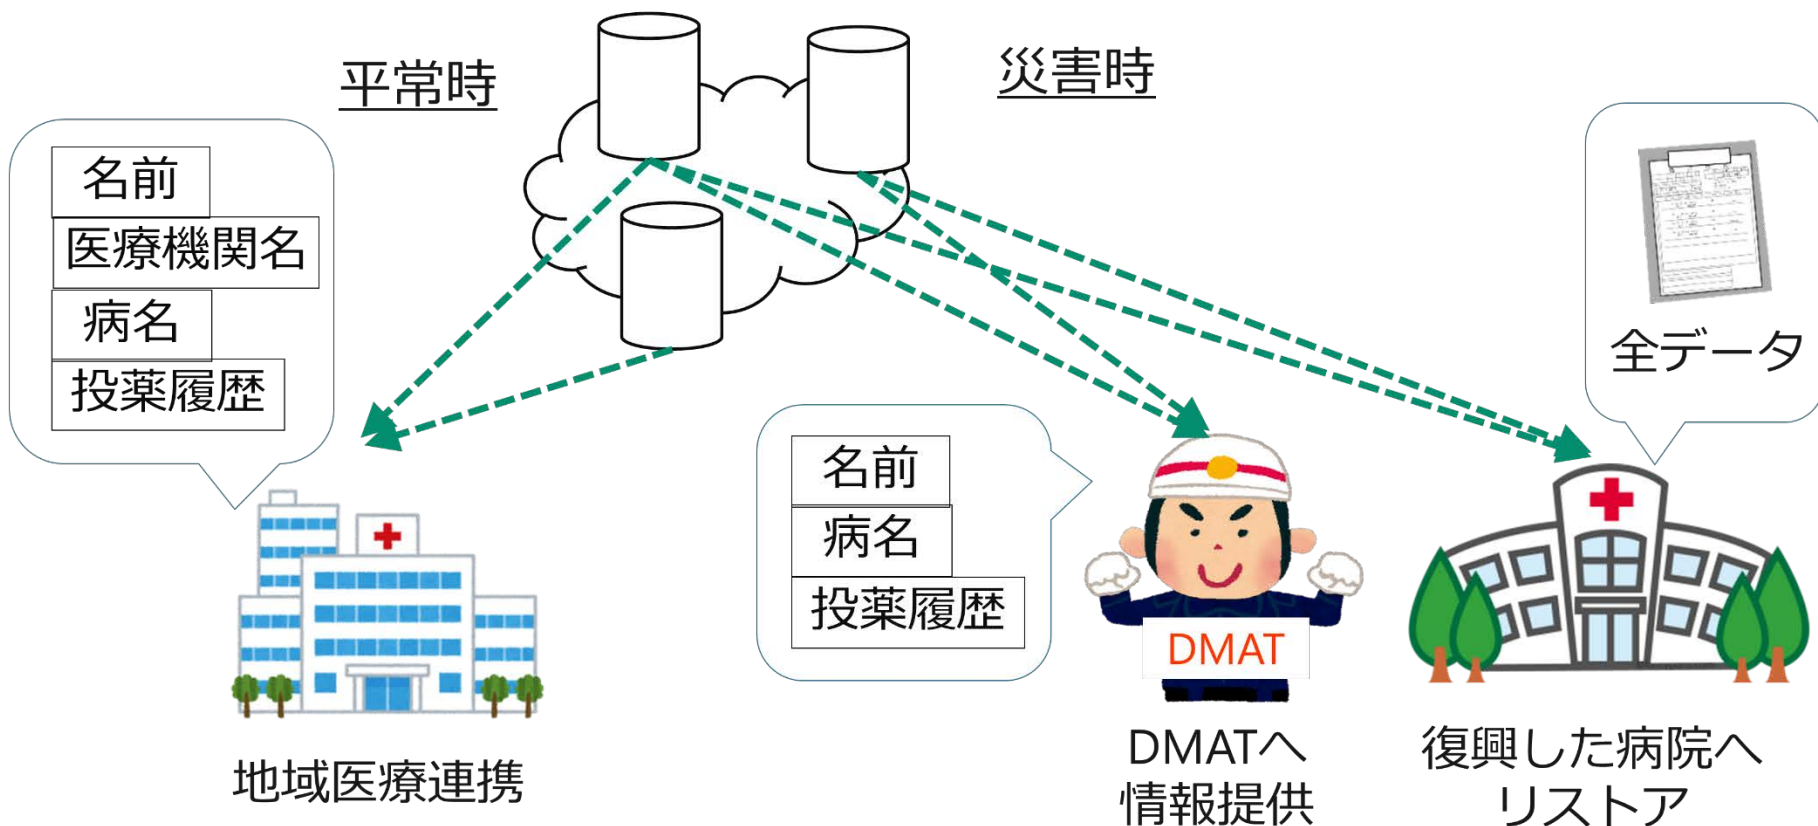 平常時
災害時
名前
医療機関名
病名
投薬履歴
全データ
名前
病名
投薬履歴
DMAT
地域医療連携
DMATへ
情報提供
復興した病院へ
リストア